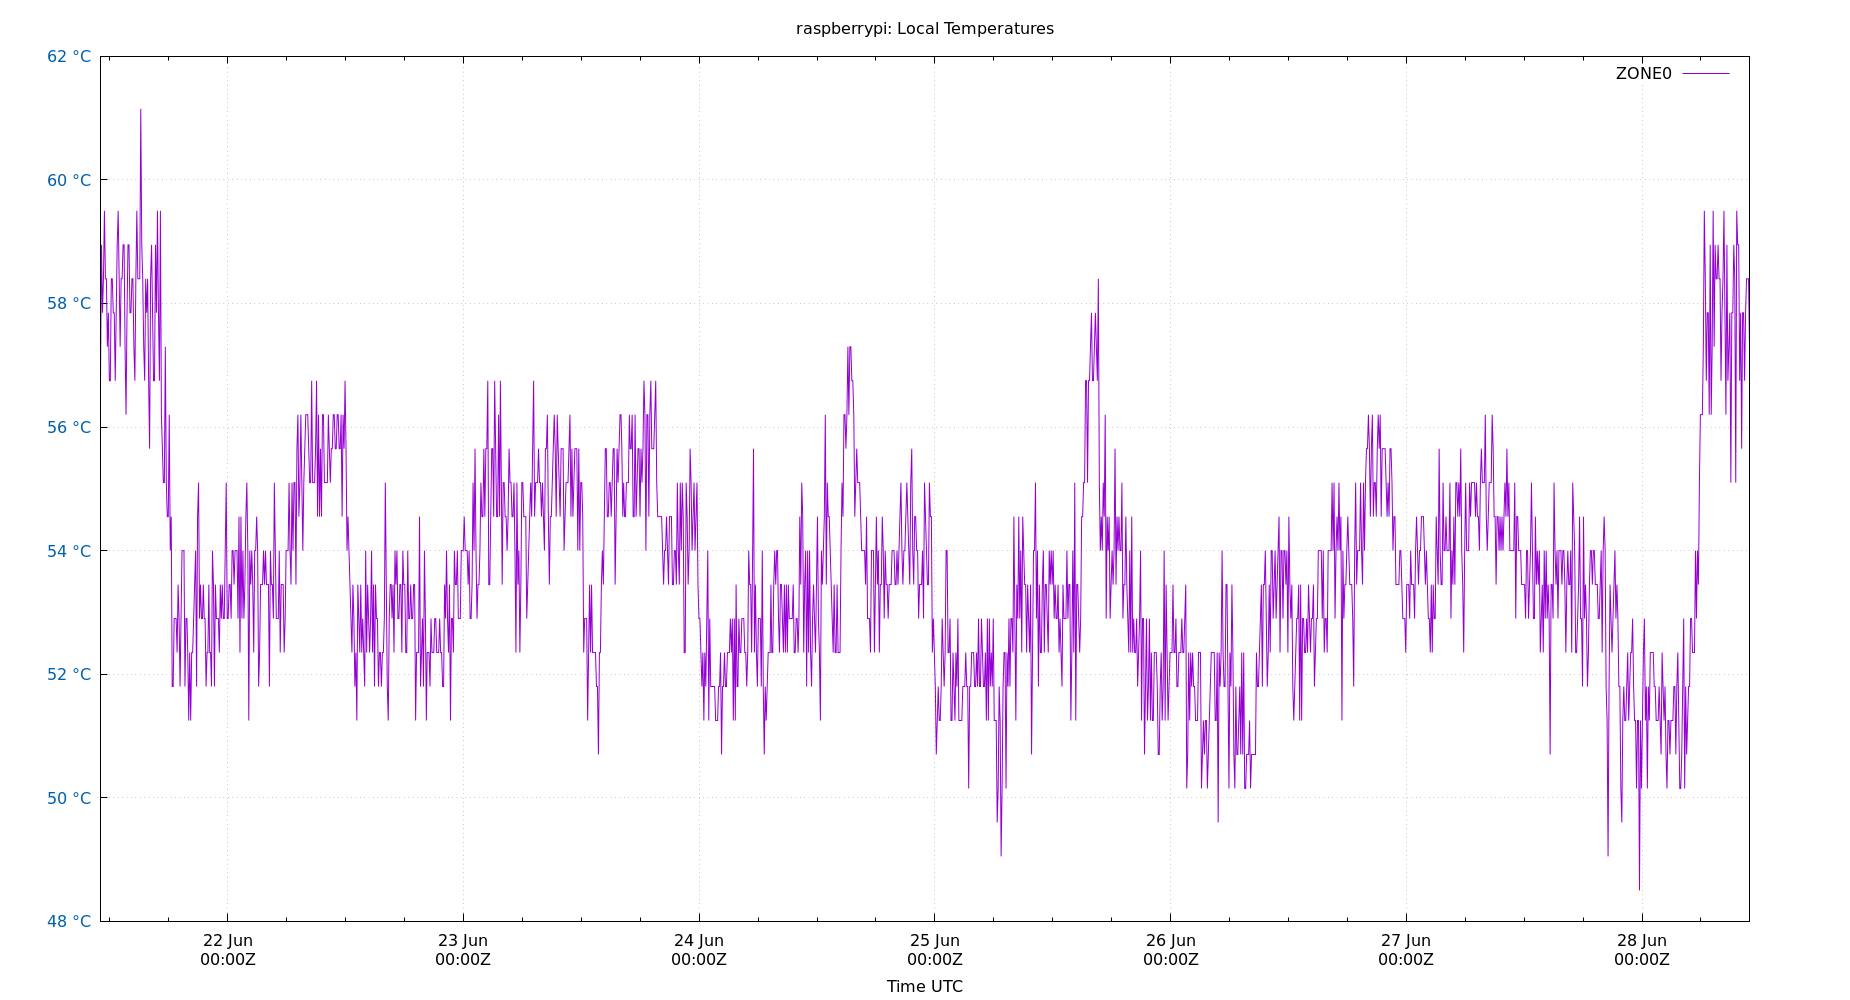 raspberrypi: Local Temperatures
ZONE0
62 °C
60 °C
58 °C
56 °C
54 °C
52 °C
50 °C
48 °C
22 Jun 23 Jun 24 Jun 25 Jun 26 Jun 27 Jun 28 Jun
00:00Z 00:00Z 00:00Z 00:00Z 00:00Z 00:00Z 00:00Z
Time UTC